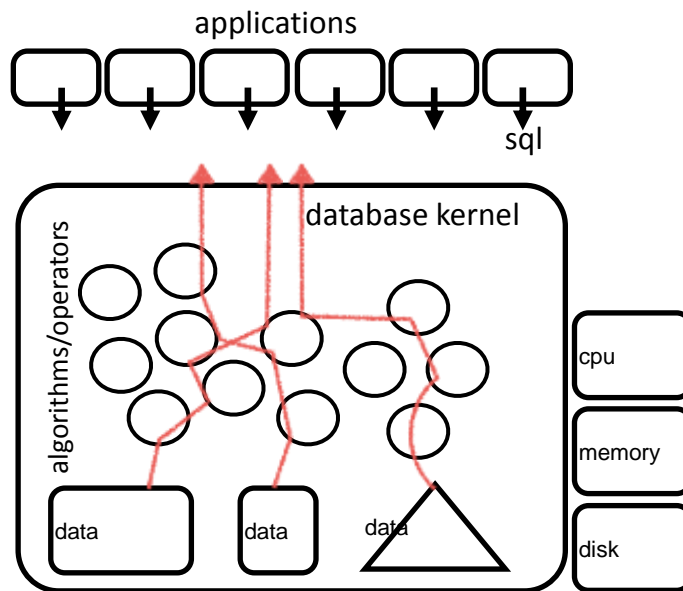 applications
sql
database kernel
algorithms/operators
cpu
memory
disk
data
data
data